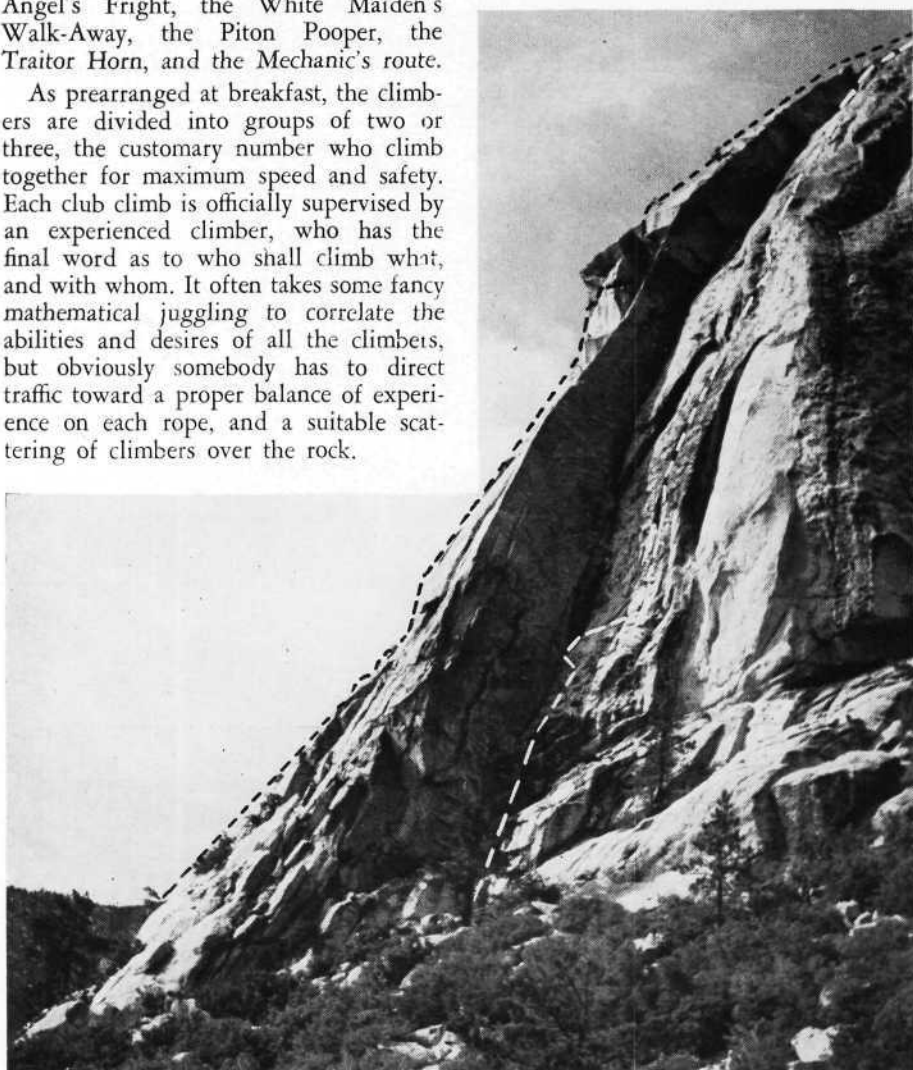 Angel's Fright, the White Maiden's
Walk-Away, the Piton Pooper, the
Traitor Horn, and the Mechanic's route.
As prearranged at breakfast, the climb-
ers are divided into groups of two or
three, the customary number who climb
together for maximum speed and safety.
Each club climb is officially supervised by
an experienced climber, who has the
final word as to who shall climb what,
and with whom. It often takes some fancy
mathematical juggling to correlate the
abilities and desires of all the climbers,
but obviously somebody has to direct
traffic toward a proper balance of experi-
ence on each rope, and a suitable scat-
tering of climbers over the rock.